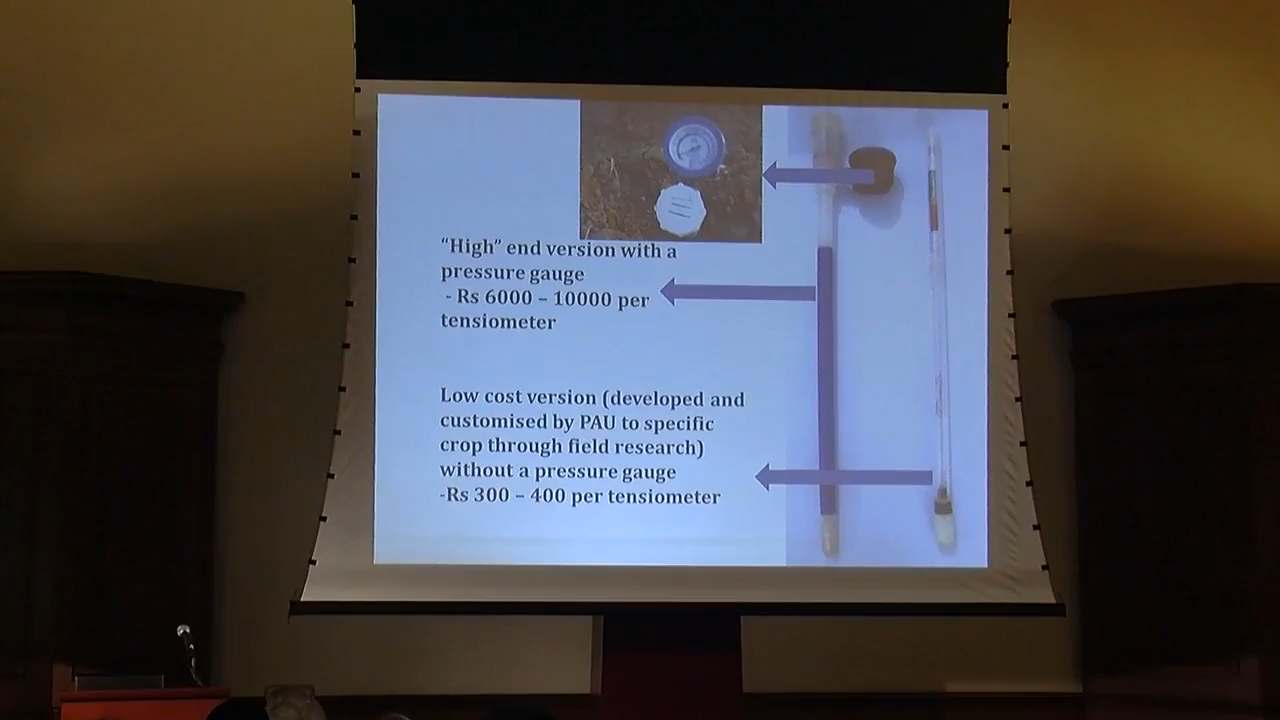 “High” end version with a
pressure gauge
- Rs 6000 – 10000 per
tensiometer
Low cost version (developed and
customised by PAU to specific
crop through field research)
without a pressure gauge
-Rs 300 – 400 per tensiometer